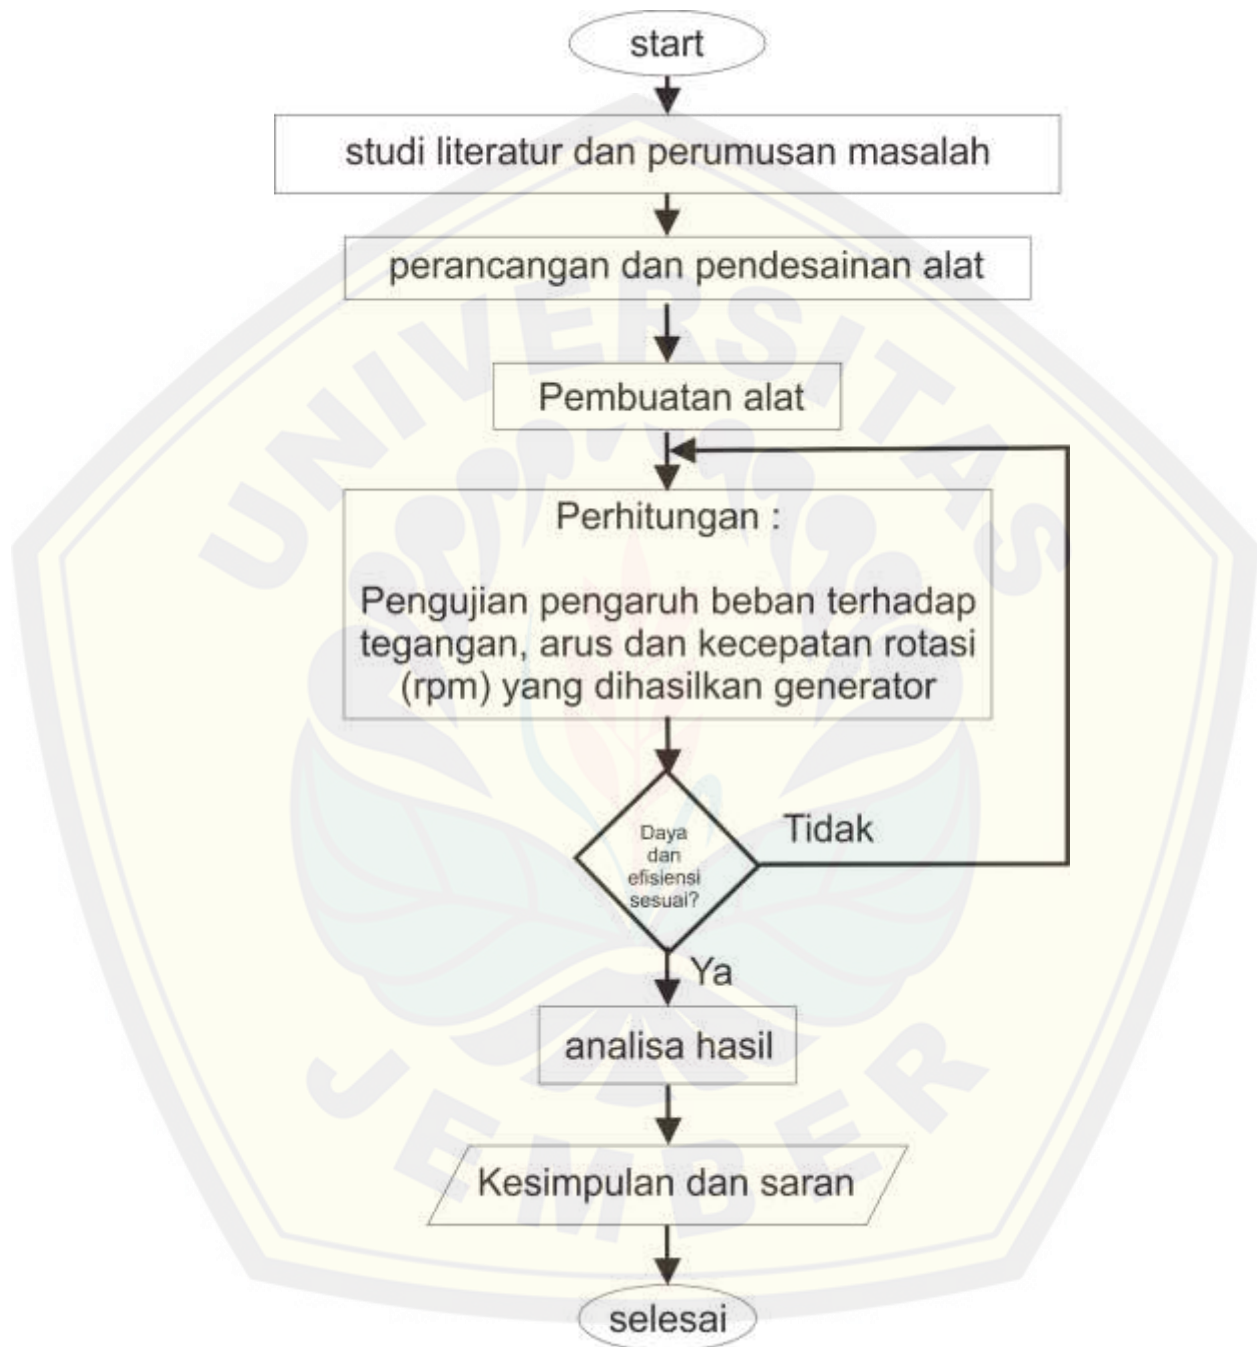 start
studi literatur dan perumusan masalah
perancangan dan pendesainan alat
Pembuatan alat
Perhitungan :
Pengujian pengaruh beban terhadap
tegangan, arus dan kecepatan rotasi
(rpm) yang dihasilkan generator
Daya
dan
efisiensi
sesuai?
Tidak
Ya
analisa hasil
Kesimpulan dan saran
selesai
UNIVERSITAS
JEMBER